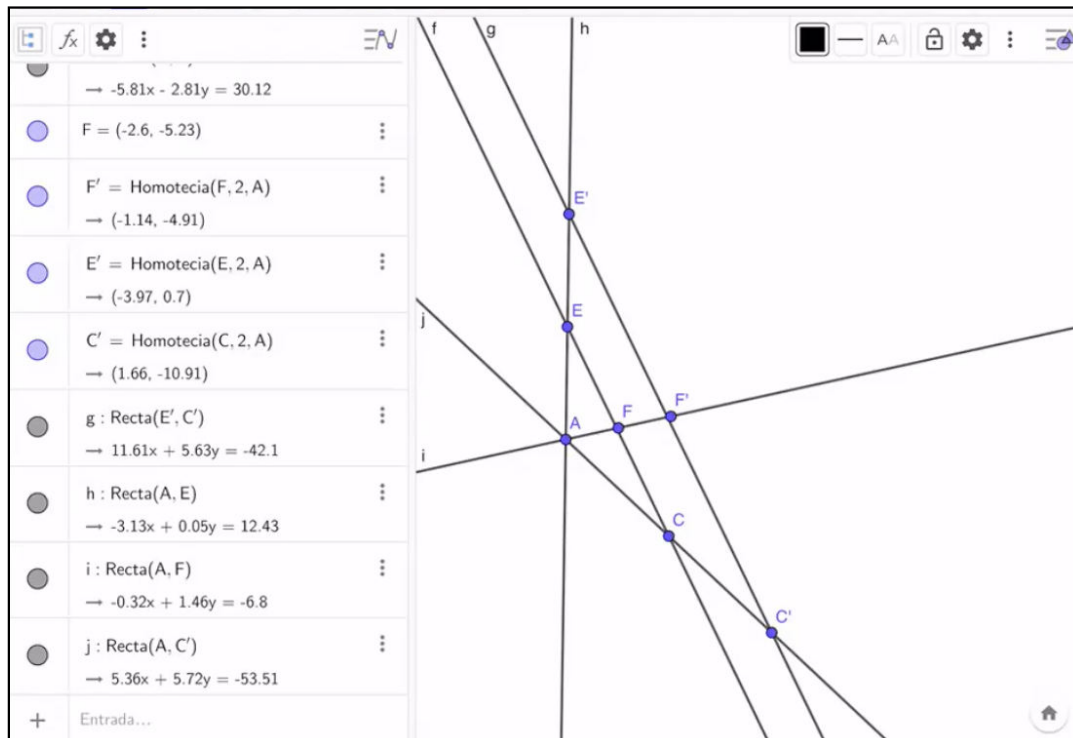 fx
→ -5.81x - 2.81y = 30.12
F = (-2.6, -5.23)
F′ = Homotecia(F, 2, A)
→ (-1.14, -4.91)
E′ = Homotecia(E, 2, A)
→ (-3.97, 0.7)
C′ = Homotecia(C, 2, A)
→ (1.66, -10.91)
g : Recta(E′, C′)
→ 11.61x + 5.63y = -42.1
h : Recta(A, E)
→ -3.13x + 0.05y = 12.43
i : Recta(A, F)
→ -0.32x + 1.46y = -6.8
j : Recta(A, C′)
→ 5.36x + 5.72y = -53.51
+ Entrada...
f
g
h
AA
E'
E
j
F'
F
A
i
C
C'